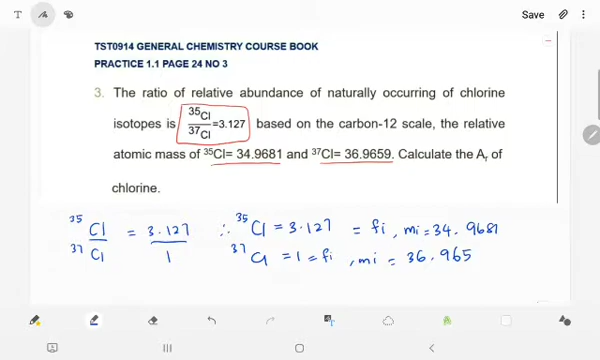 Save
TST0914 GENERAL CHEMISTRY COURSE BOOK
PRACTICE 1.1 PAGE 24 NO 3
3. The ratio of relative abundance of naturally occurring of chlorine
isotopes is ³⁵Cl/³⁷Cl =3.127 based on the carbon-12 scale, the relative
atomic mass of ³⁵Cl= 34.9681 and ³⁷Cl= 36.9659. Calculate the Aᵣ of
chlorine.
³⁵Cl/³⁷Cl = 3.127/1 ∴ ³⁵Cl = 3.127 = fi, mi = 34.9681
³⁷Cl = 1 = fi, mi = 36.965